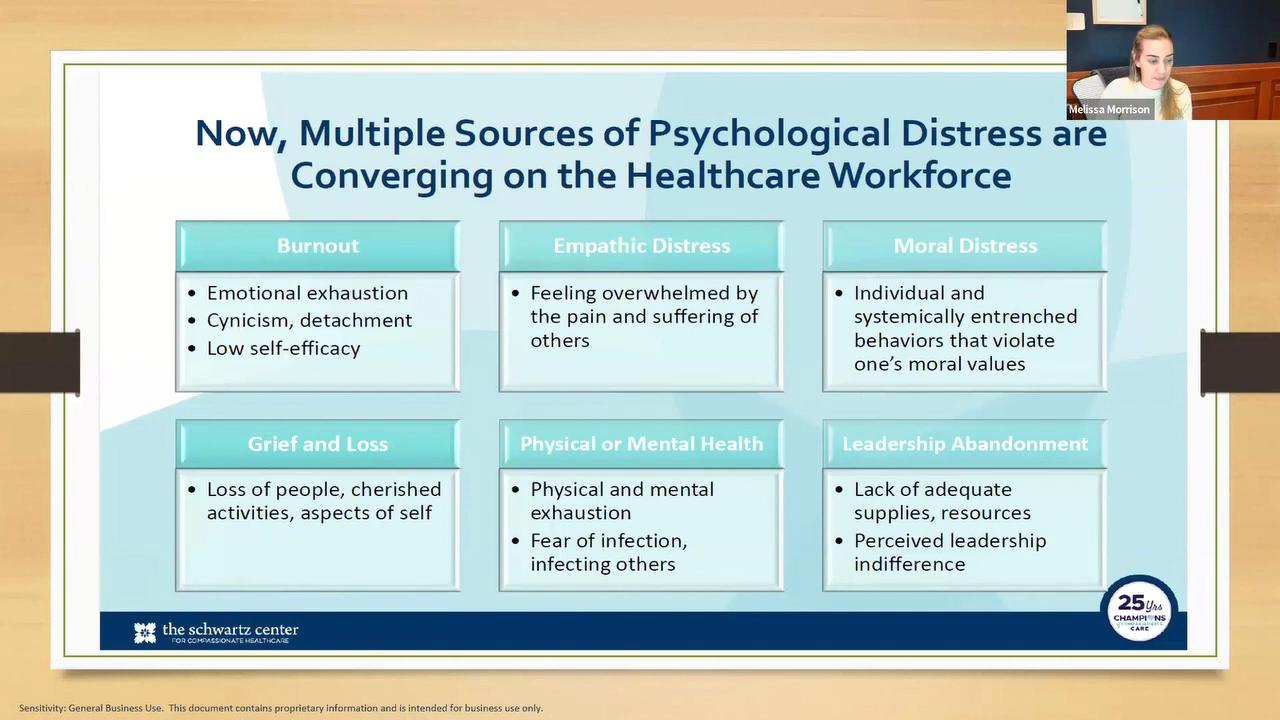 Melissa Morrison
Now, Multiple Sources of Psychological Distress are
Converging on the Healthcare Workforce
Burnout
• Emotional exhaustion
• Cynicism, detachment
• Low self-efficacy
Empathic Distress
• Feeling overwhelmed by
the pain and suffering of
others
Moral Distress
• Individual and
systemically entrenched
behaviors that violate
one’s moral values
Grief and Loss
• Loss of people, cherished
activities, aspects of self
Physical or Mental Health
• Physical and mental
exhaustion
• Fear of infection,
infecting others
Leadership Abandonment
• Lack of adequate
supplies, resources
• Perceived leadership
indifference
the schwartz center
FOR COMPASSIONATE HEALTHCARE
25 Yrs
CHAMPIONS
of COMPASSIONATE
CARE
Sensitivity: General Business Use. This document contains proprietary information and is intended for business use only.